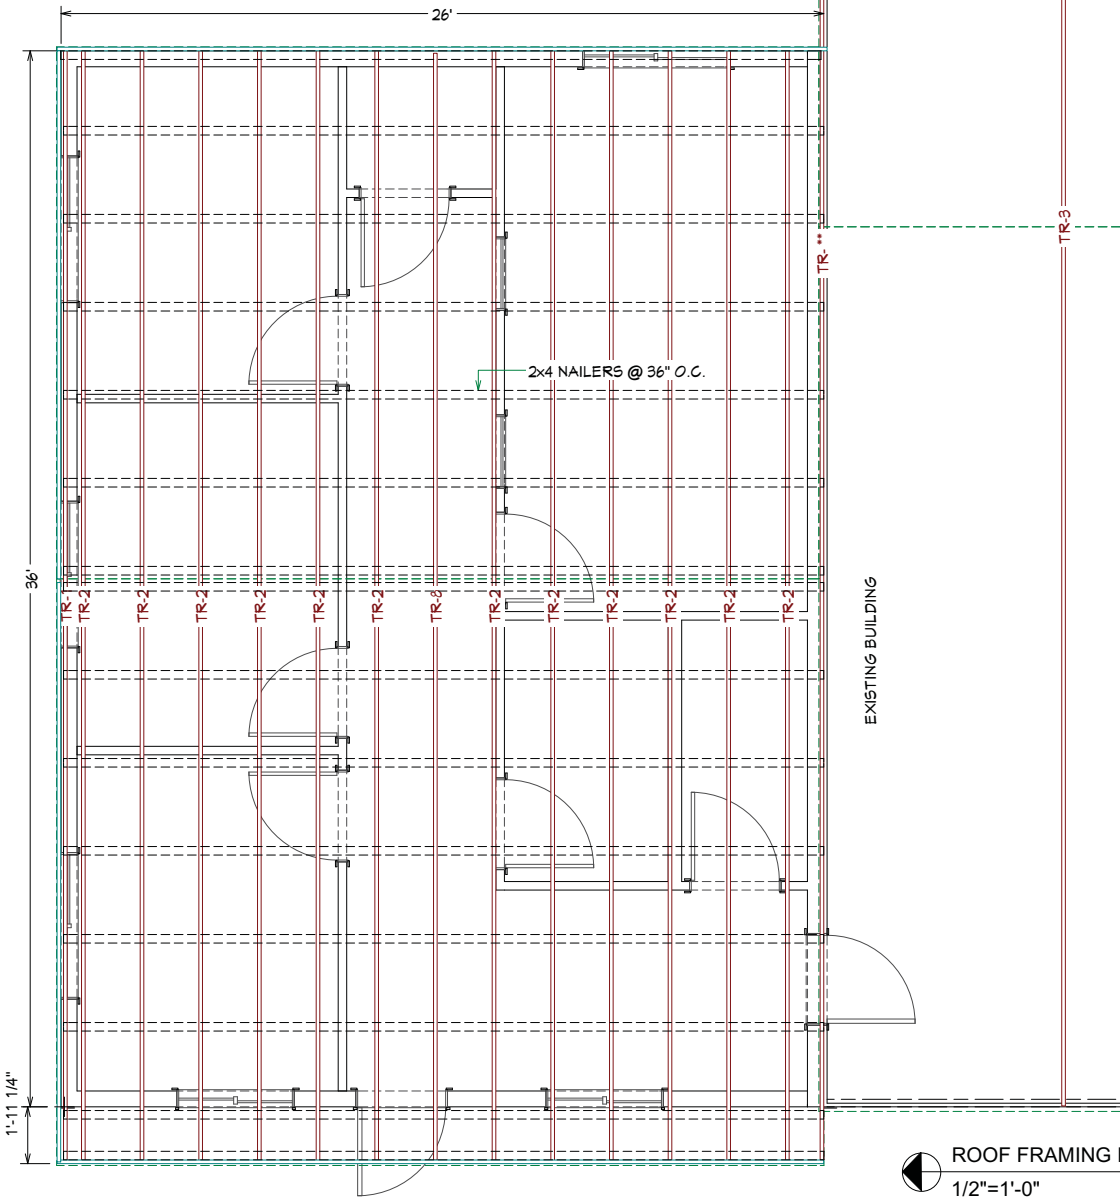 26'
TR- **
TR-3
2x4 NAILERS @ 36" O.C.
36'
TR-
TR-2
TR-2
TR-2
TR-2
TR-2
TR-2
TR-2
TR-2
TR-2
TR-2
TR-2
TR-2
EXISTING BUILDING
1'-11 1/4"
ROOF FRAMING
1/2"=1'-0"